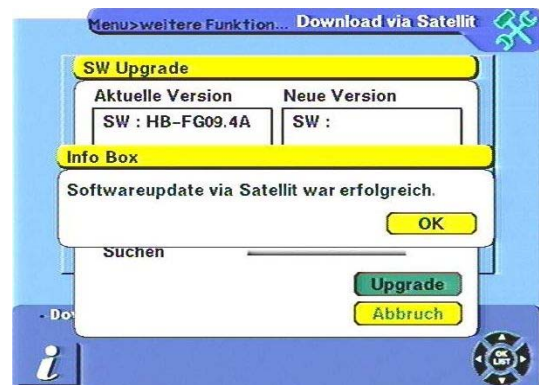 Menu>weitere Funktion... Download via Satellit
SW Upgrade
Aktuelle Version Neue Version
SW : HB-FG09.4A SW :
Info Box
Softwareupdate via Satellit war erfolgreich.
OK
Suchen
Upgrade
Abbruch
i
OK
LIST